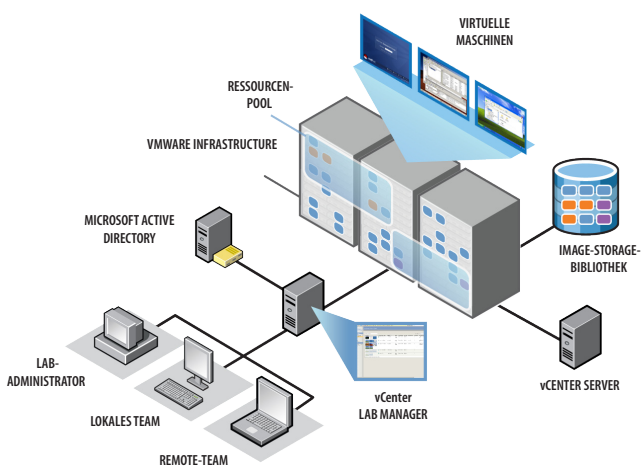 VIRTUELLE
MASCHINEN
RESSOURCEN-
POOL
VMWARE INFRASTRUCTURE
MICROSOFT ACTIVE
DIRECTORY
IMAGE-STORAGE-
BIBLIOTHEK
LAB-
ADMINISTRATOR
vCenter
LAB MANAGER
vCENTER SERVER
LOKALES TEAM
REMOTE-TEAM